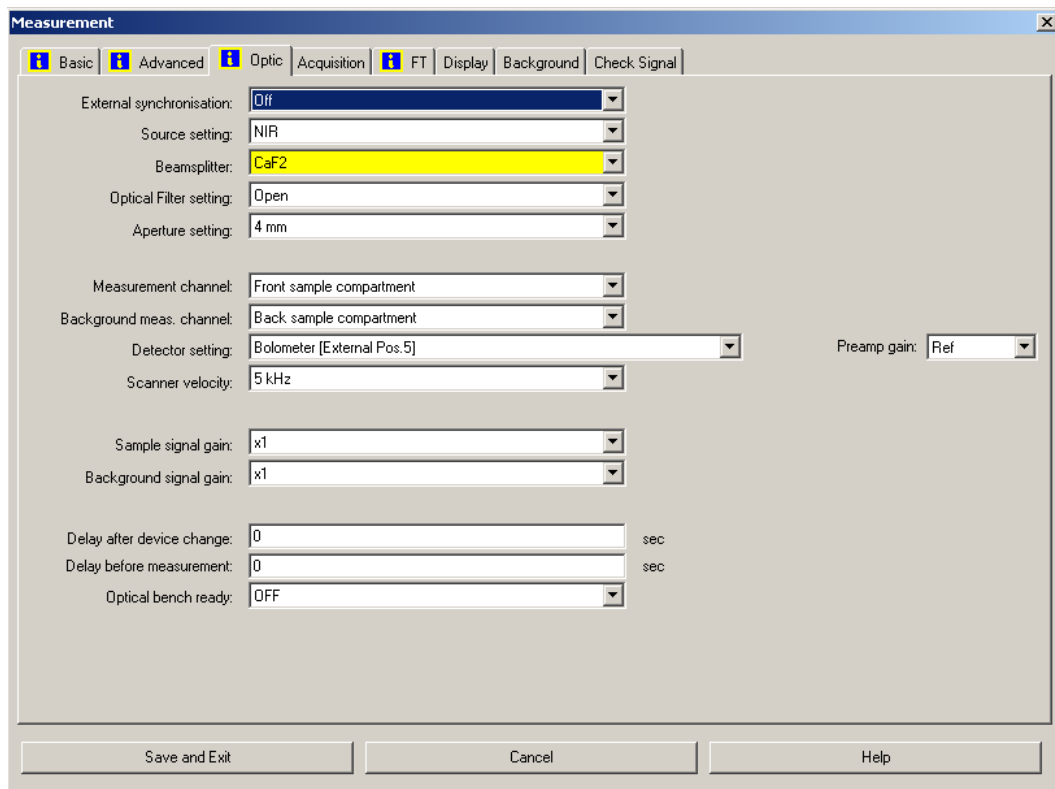 Measurement
i Basic i Advanced i Optic Acquisition i FT Display Background Check Signal
External synchronisation: Off
Source setting: NIR
Beamsplitter: CaF2
Optical Filter setting: Open
Aperture setting: 4 mm
Measurement channel: Front sample compartment
Background meas. channel: Back sample compartment
Detector setting: Bolometer [External Pos.5] Preamp gain: Ref
Scanner velocity: 5 kHz
Sample signal gain: x1
Background signal gain: x1
Delay after device change: 0 sec
Delay before measurement: 0 sec
Optical bench ready: OFF
Save and Exit Cancel Help